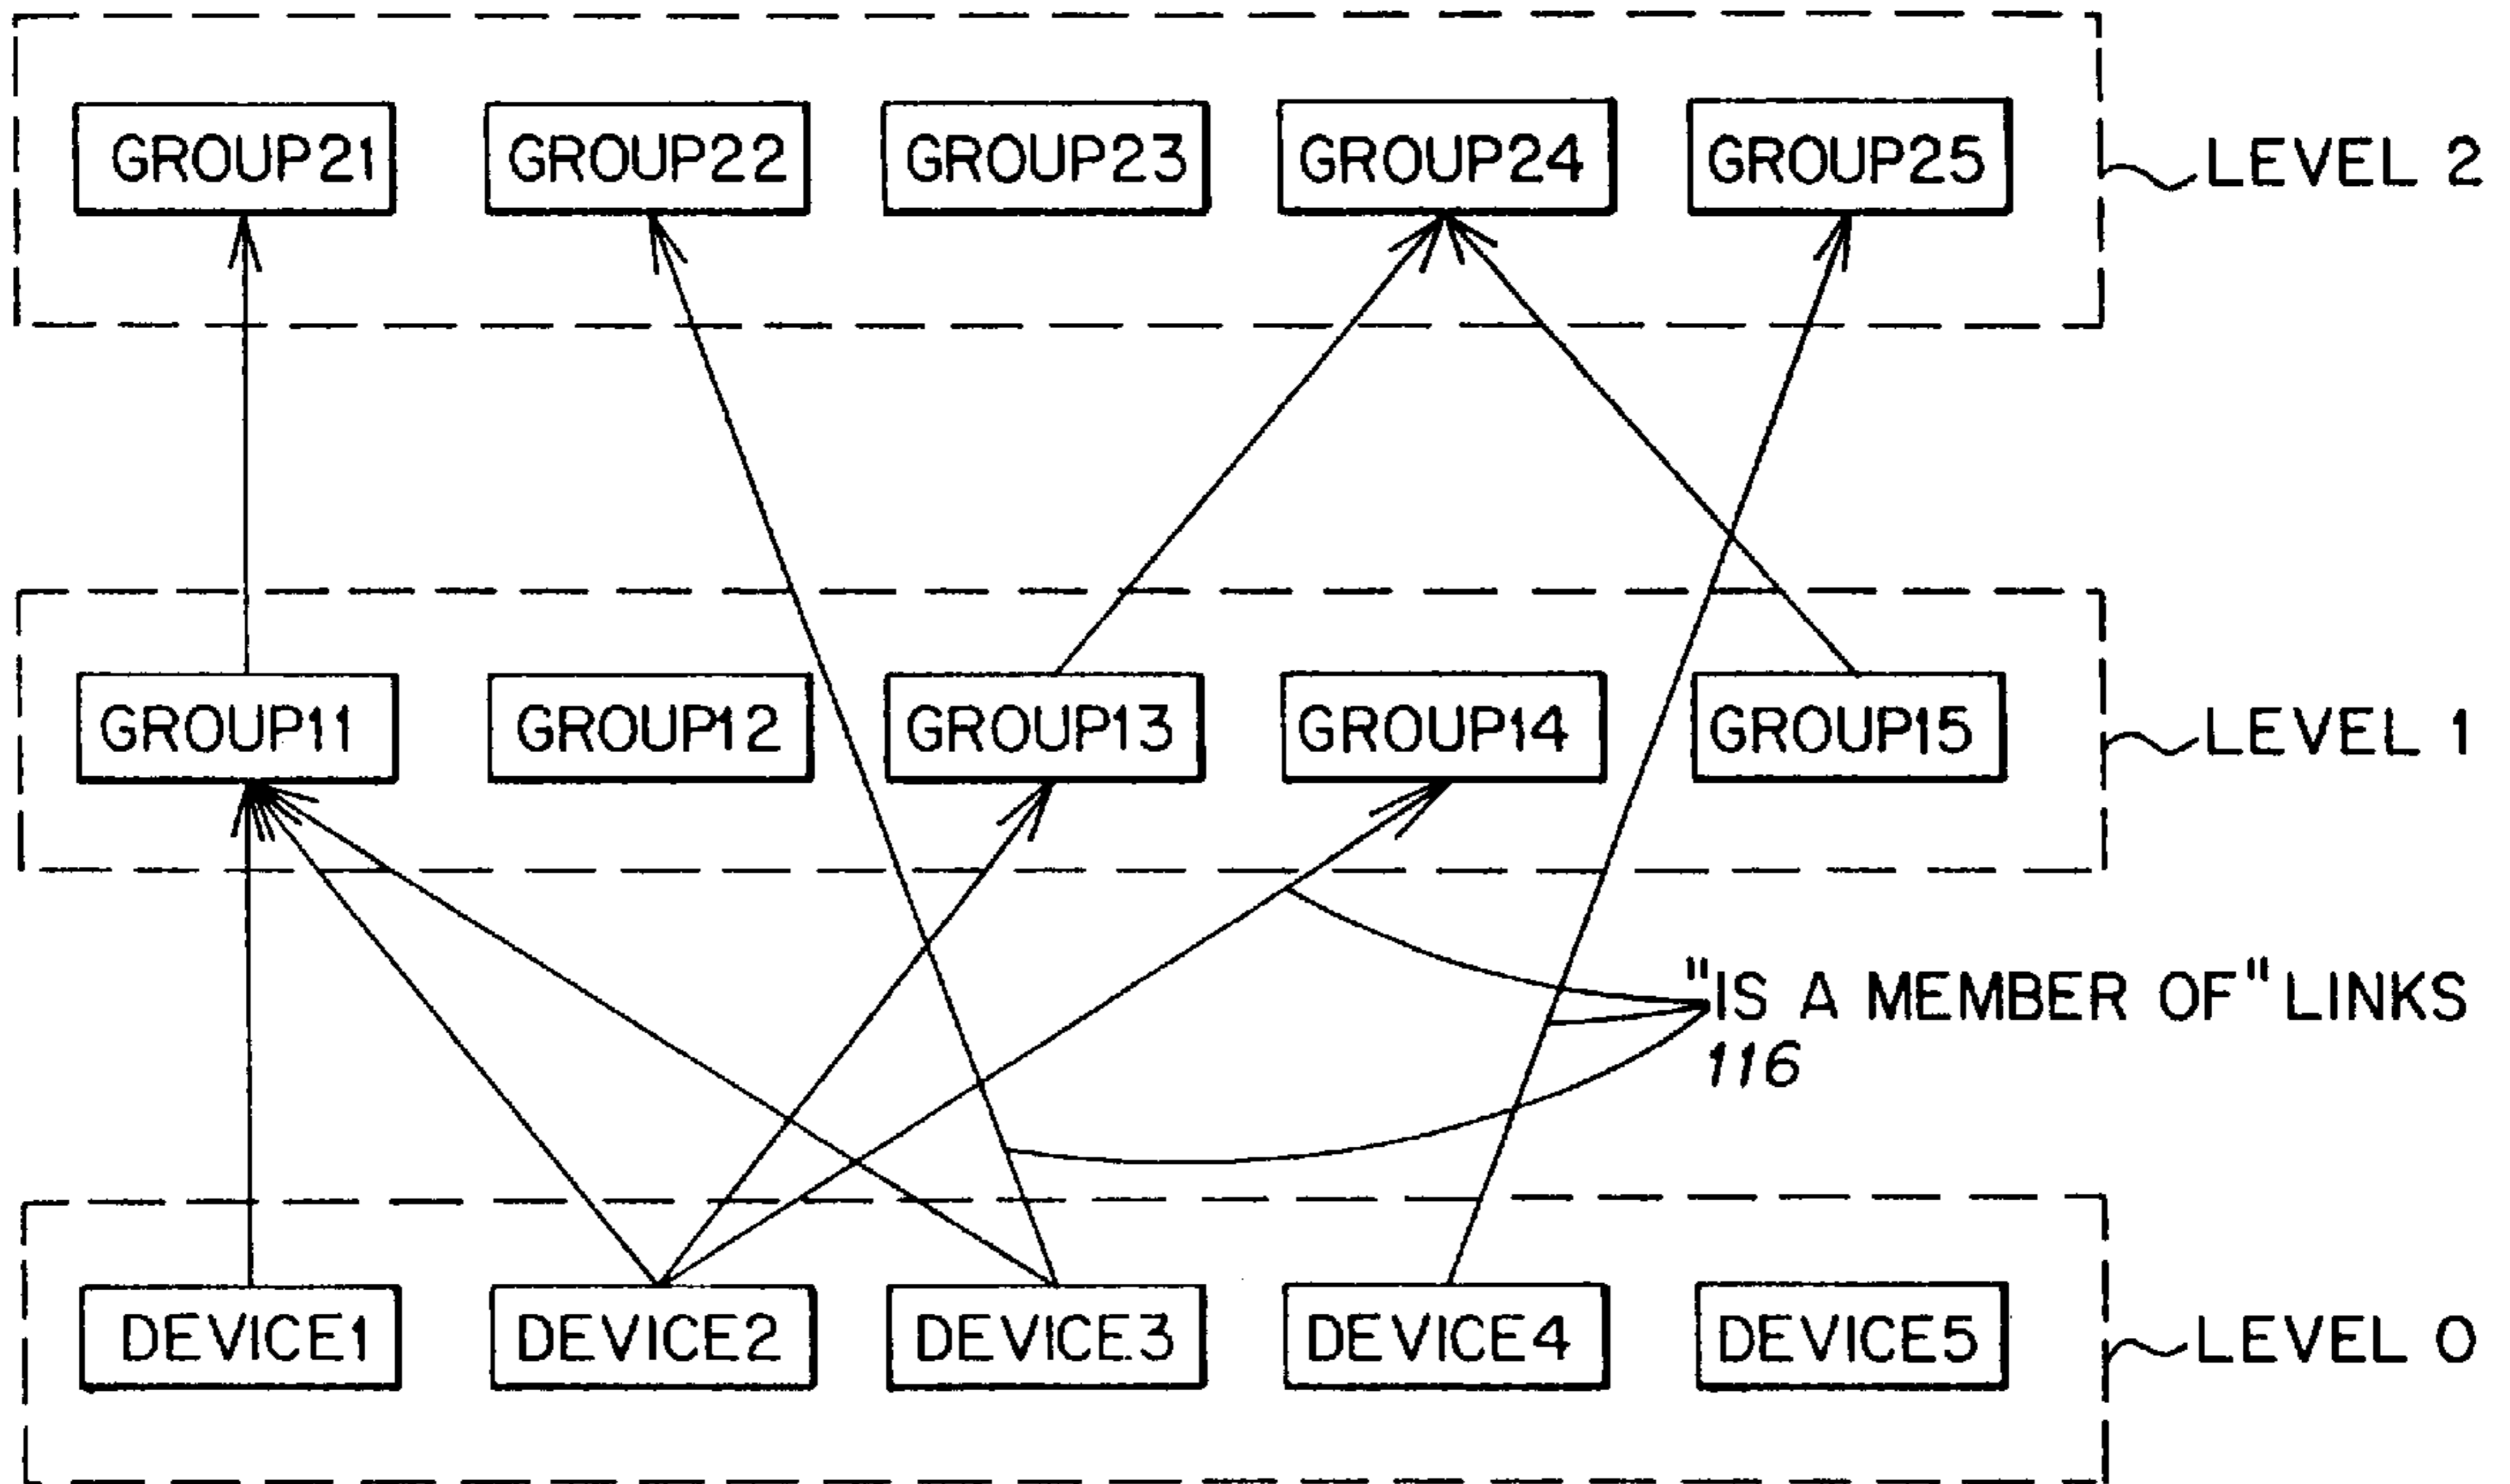 GROUP21 GROUP22 GROUP23 GROUP24 GROUP25 LEVEL 2
GROUP11 GROUP12 GROUP13 GROUP14 GROUP15 LEVEL 1
"IS A MEMBER OF" LINKS
116
DEVICE1 DEVICE2 DEVICE3 DEVICE4 DEVICE5 LEVEL 0